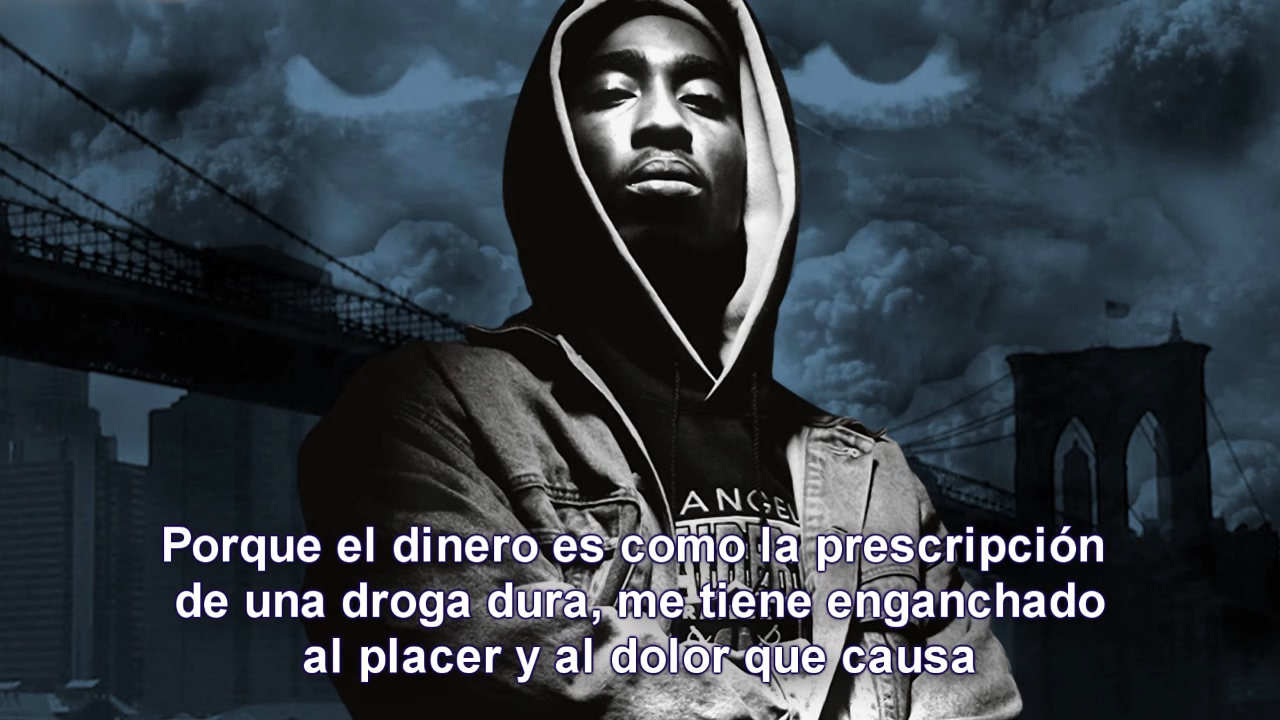 ANGEL
Porque el dinero es como la prescripción
de una droga dura, me tiene enganchado
al placer y al dolor que causa